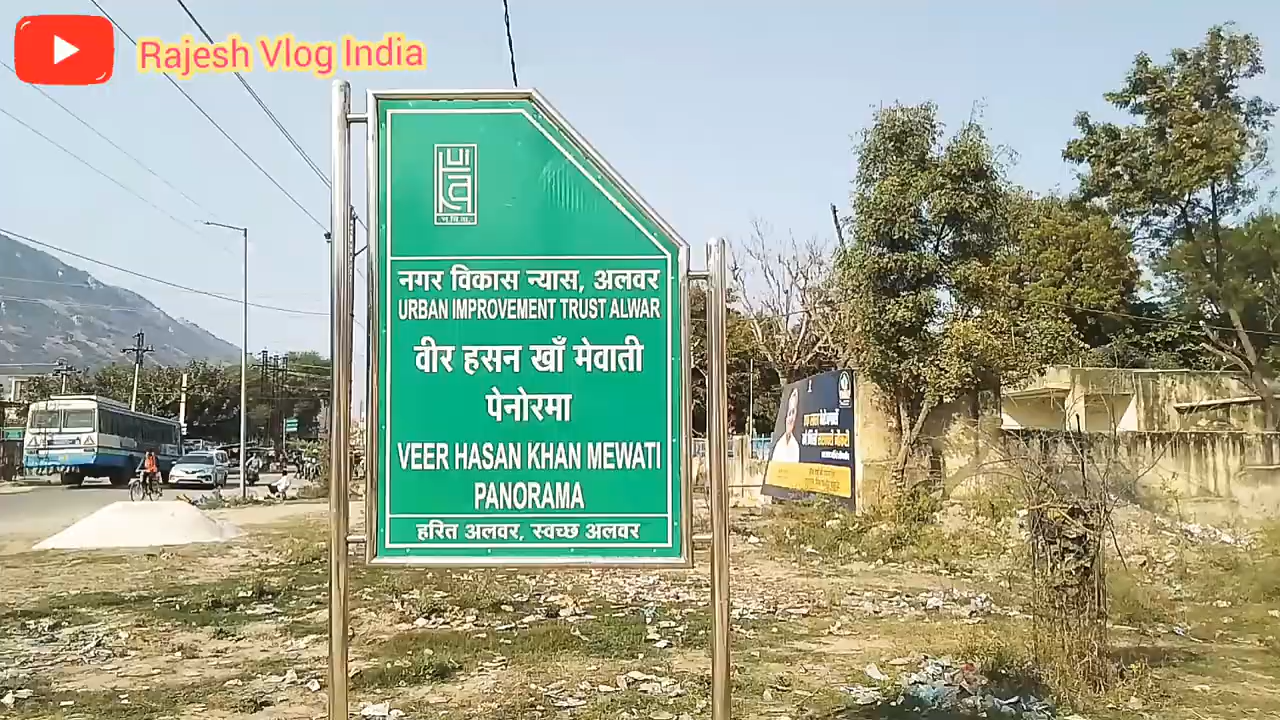 Rajesh Vlog India
न.वि.न्या.
नगर विकास न्यास, अलवर
URBAN IMPROVEMENT TRUST ALWAR
वीर हसन खाँ मेवाती
पेनोरमा
VEER HASAN KHAN MEWATI
PANORAMA
हरित अलवर, स्वच्छ अलवर